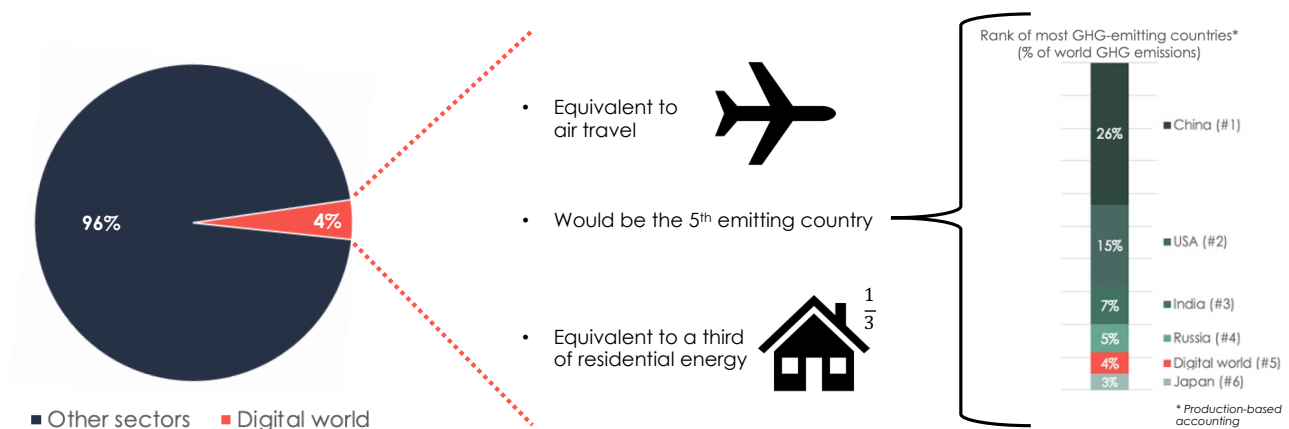 96%
4%
Other sectors
Digital world
• Equivalent to
air travel
• Would be the 5th emitting country
• Equivalent to a third
of residential energy
1
3
Rank of most GHG-emitting countries*
(% of world GHG emissions)
26%
China (#1)
15%
USA (#2)
7%
India (#3)
5%
Russia (#4)
4%
Digital world (#5)
3%
Japan (#6)
* Production-based
accounting